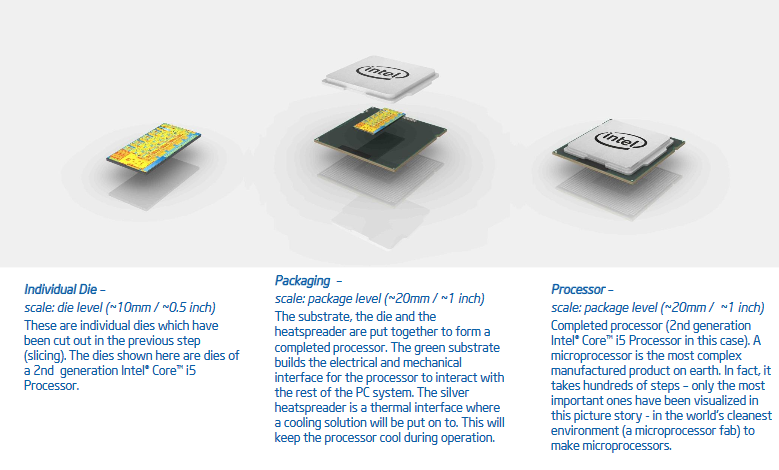 intel
intel
Individual Die –
scale: die level (~10mm / ~0.5 inch)
These are individual dies which have
been cut out in the previous step
(slicing). The dies shown here are dies of
a 2nd generation Intel® Core™ i5
Processor.
Packaging –
scale: package level (~20mm / ~1 inch)
The substrate, the die and the
heatspreader are put together to form a
completed processor. The green substrate
builds the electrical and mechanical
interface for the processor to interact with
the rest of the PC system. The silver
heatspreader is a thermal interface where
a cooling solution will be put on to. This will
keep the processor cool during operation.
Processor –
scale: package level (~20mm / ~1 inch)
Completed processor (2nd generation
Intel® Core™ i5 Processor in this case). A
microprocessor is the most complex
manufactured product on earth. In fact, it
takes hundreds of steps – only the most
important ones have been visualized in
this picture story - in the world's cleanest
environment (a microprocessor fab) to
make microprocessors.